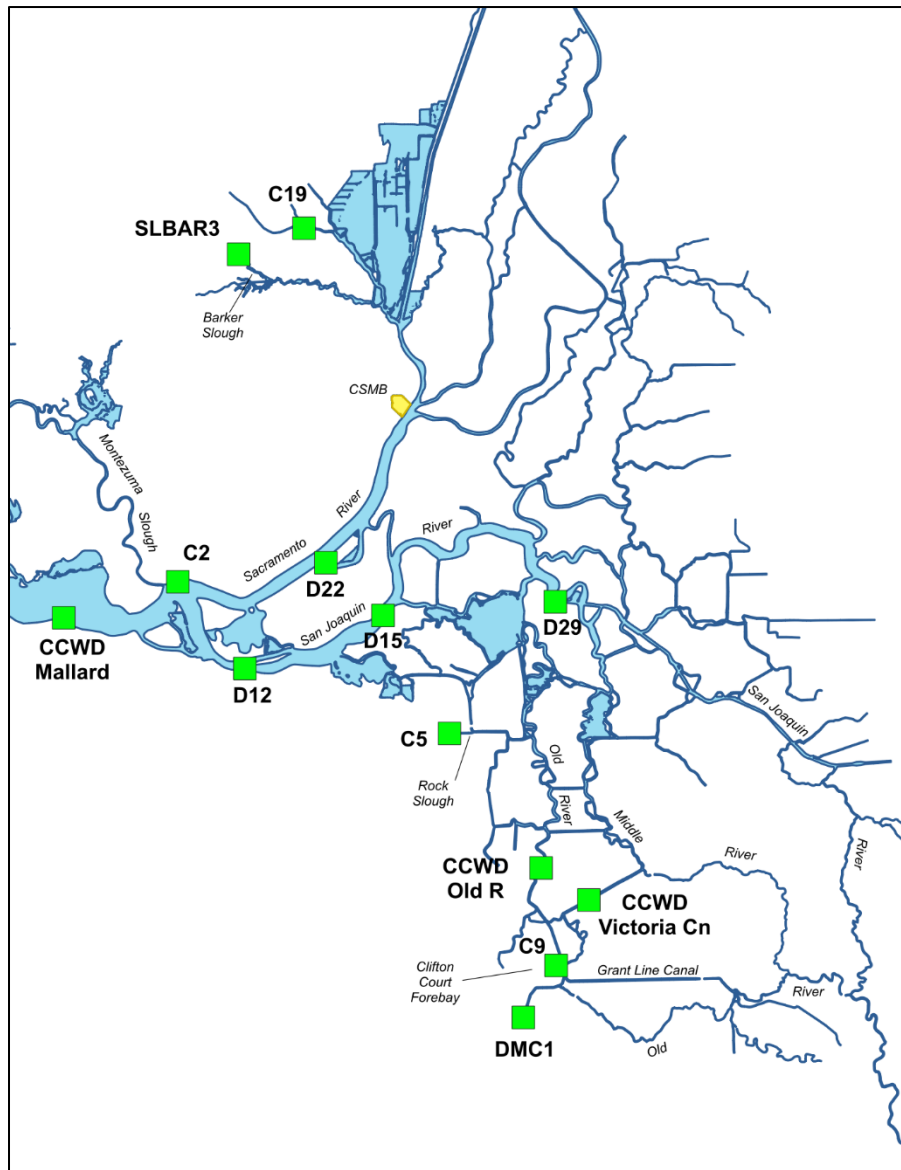 C19
SLBAR3
Barker
Slough
CSMB
Montezuma
Slough
Sacramento
River
C2
D22
River
San Joaquin
CCWD
Mallard
D15
D29
D12
San Joaquin
C5
Rock
Slough
Old
River
Middle
River
River
CCWD
Old R
CCWD
Victoria Cn
C9
Clifton
Court
Forebay
Grant Line Canal
River
DMC1
Old